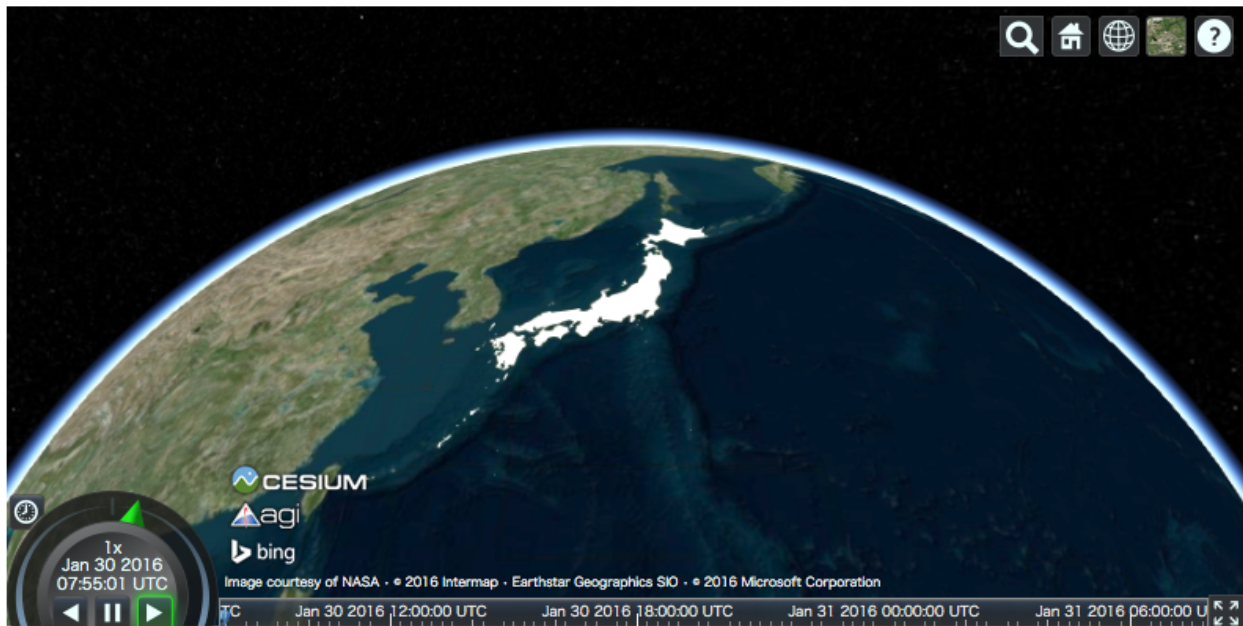 ?
CESIUM
agi
bing
1x
Jan 30 2016
07:55:01 UTC
Image courtesy of NASA · © 2016 Intermap · Earthstar Geographics SIO · © 2016 Microsoft Corporation
TC Jan 30 2016 12:00:00 UTC Jan 30 2016 18:00:00 UTC Jan 31 2016 00:00:00 UTC Jan 31 2016 06:00:00 U